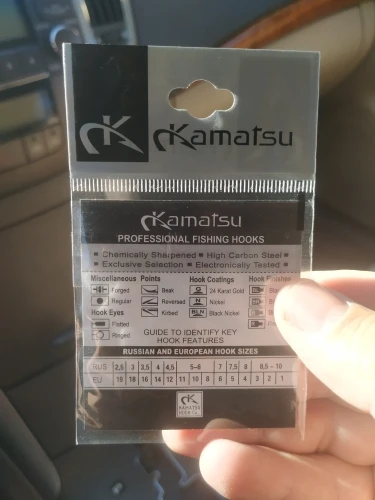 Kamatsu
Kamatsu
PROFESSIONAL FISHING HOOKS
Chemically Sharpened High Carbon Steel
Exclusive Selection Electronically Tested
Miscellaneous Points Hook Coatings Hook
Forged Beak 24 Karat Gold
Regular Reversed N Nickel
Hook Eyes Kirbed BLN Black Nickel
Flatted
Ringed
GUIDE TO IDENTIFY KEY
HOOK FEATURES
RUSSIAN AND EUROPEAN HOOK SIZES
RUS 2,5 3 4 4,5 5-6 7 7,5 8 8,5 - 10
EU 19 18 16 14 12 11 10 8 6 5 4 3 2 1
KAMATSU